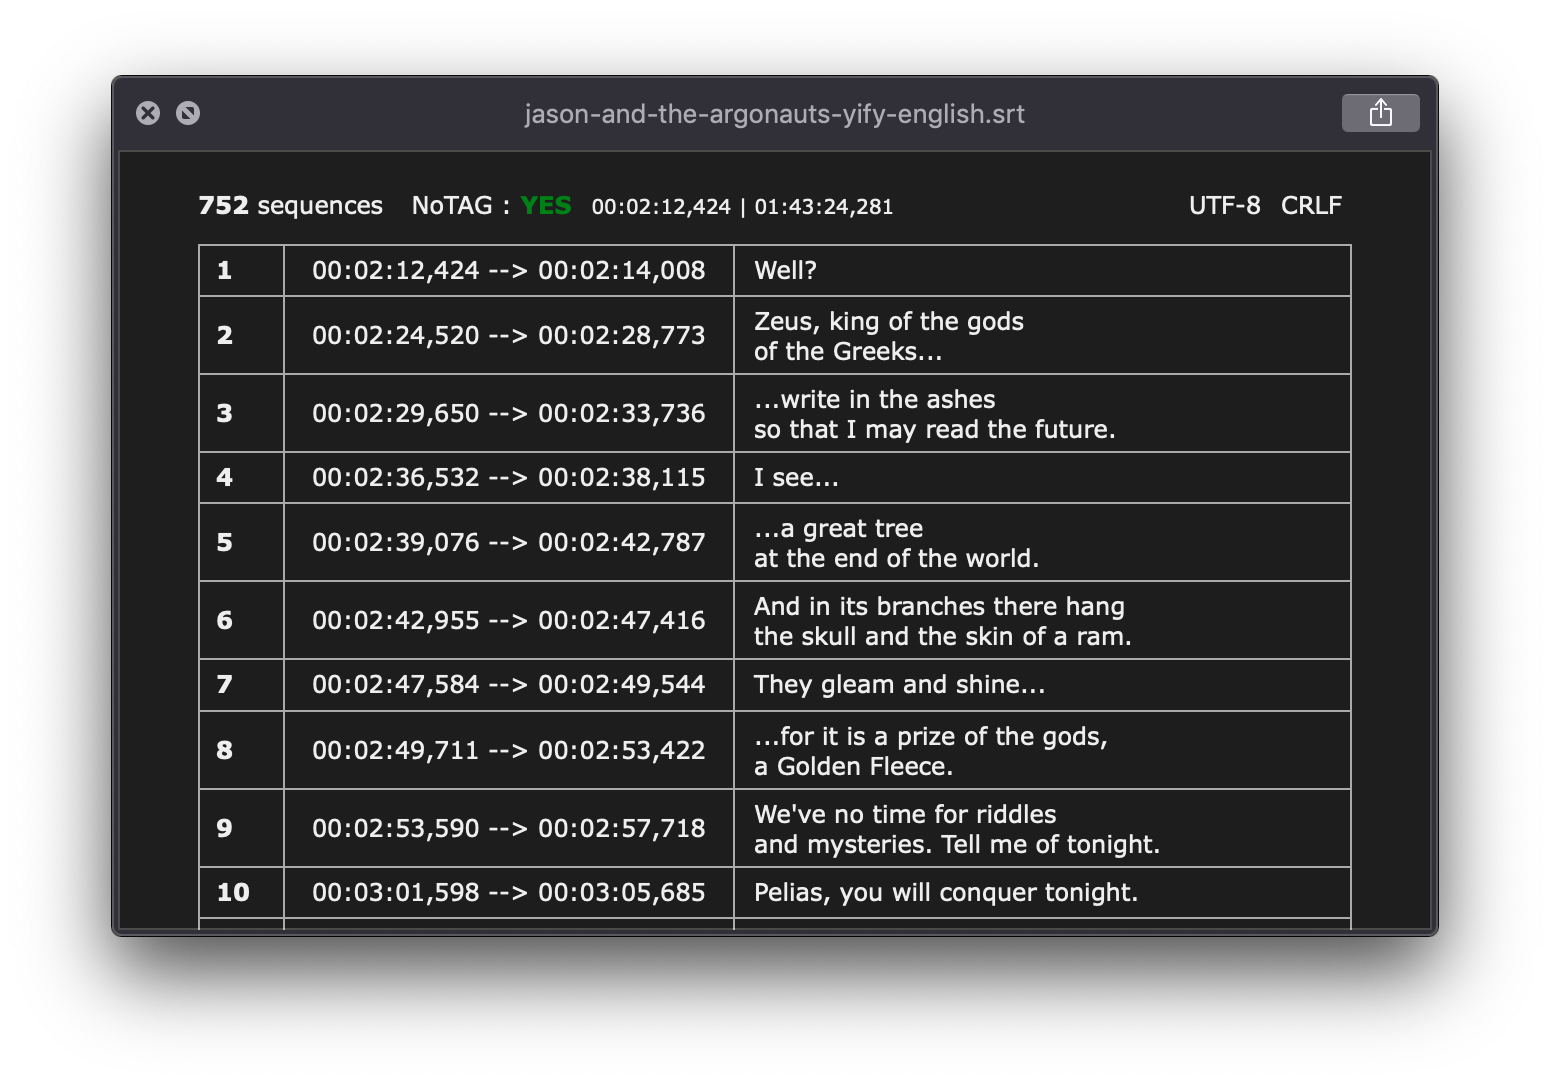 jason-and-the-argonauts-yify-english.srt
752 sequences NoTAG : YES 00:02:12,424 | 01:43:24,281 UTF-8 CRLF
1 00:02:12,424 --> 00:02:14,008 Well?
2 00:02:24,520 --> 00:02:28,773 Zeus, king of the gods
of the Greeks...
3 00:02:29,650 --> 00:02:33,736 ...write in the ashes
so that I may read the future.
4 00:02:36,532 --> 00:02:38,115 I see...
5 00:02:39,076 --> 00:02:42,787 ...a great tree
at the end of the world.
6 00:02:42,955 --> 00:02:47,416 And in its branches there hang
the skull and the skin of a ram.
7 00:02:47,584 --> 00:02:49,544 They gleam and shine...
8 00:02:49,711 --> 00:02:53,422 ...for it is a prize of the gods,
a Golden Fleece.
9 00:02:53,590 --> 00:02:57,718 We've no time for riddles
and mysteries. Tell me of tonight.
10 00:03:01,598 --> 00:03:05,685 Pelias, you will conquer tonight.